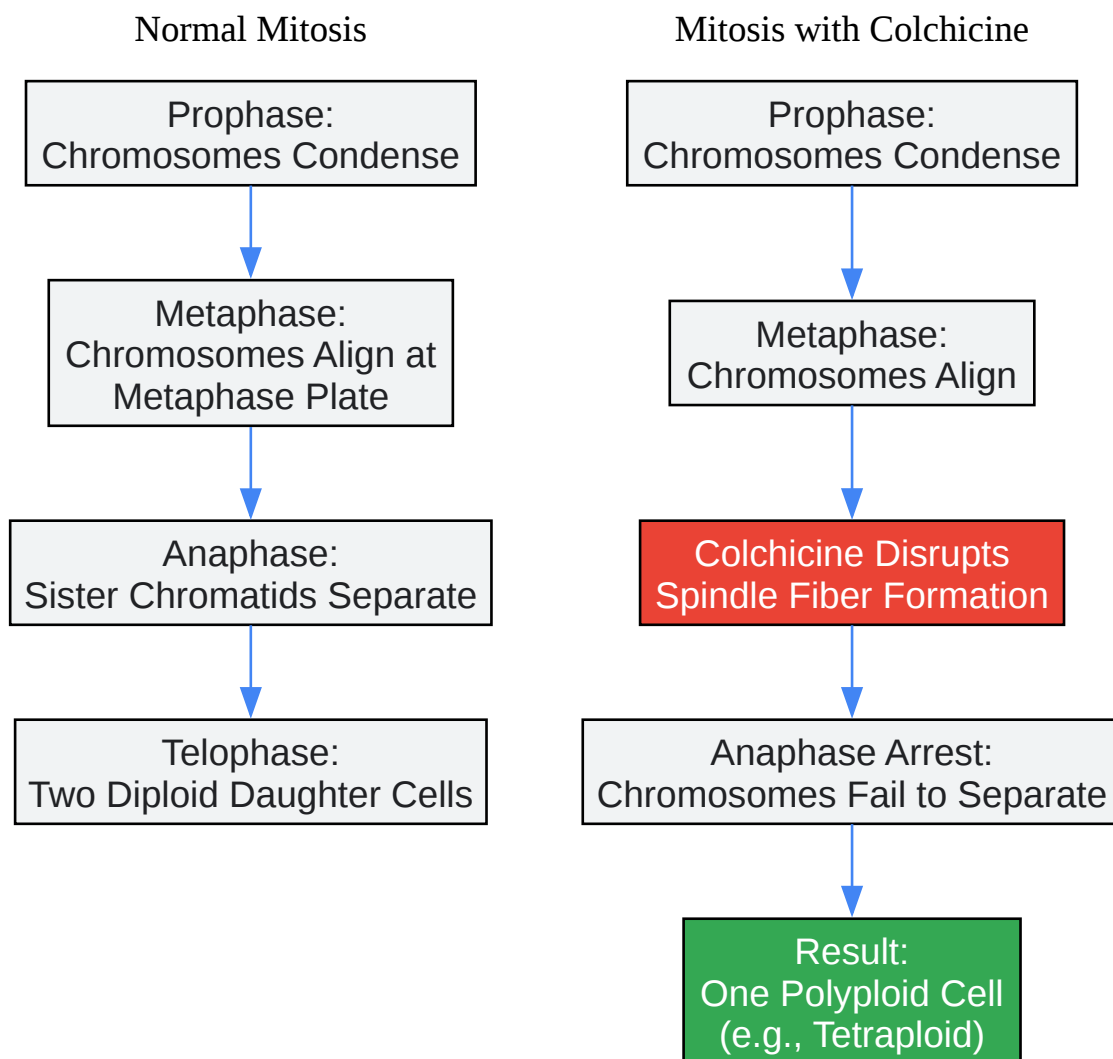 Normal Mitosis
Prophase:
Chromosomes Condense
Metaphase:
Chromosomes Align at
Metaphase Plate
Anaphase:
Sister Chromatids Separate
Telophase:
Two Diploid Daughter Cells
Mitosis with Colchicine
Prophase:
Chromosomes Condense
Metaphase:
Chromosomes Align
Colchicine Disrupts
Spindle Fiber Formation
Anaphase Arrest:
Chromosomes Fail to Separate
Result:
One Polyploid Cell
(e.g., Tetraploid)